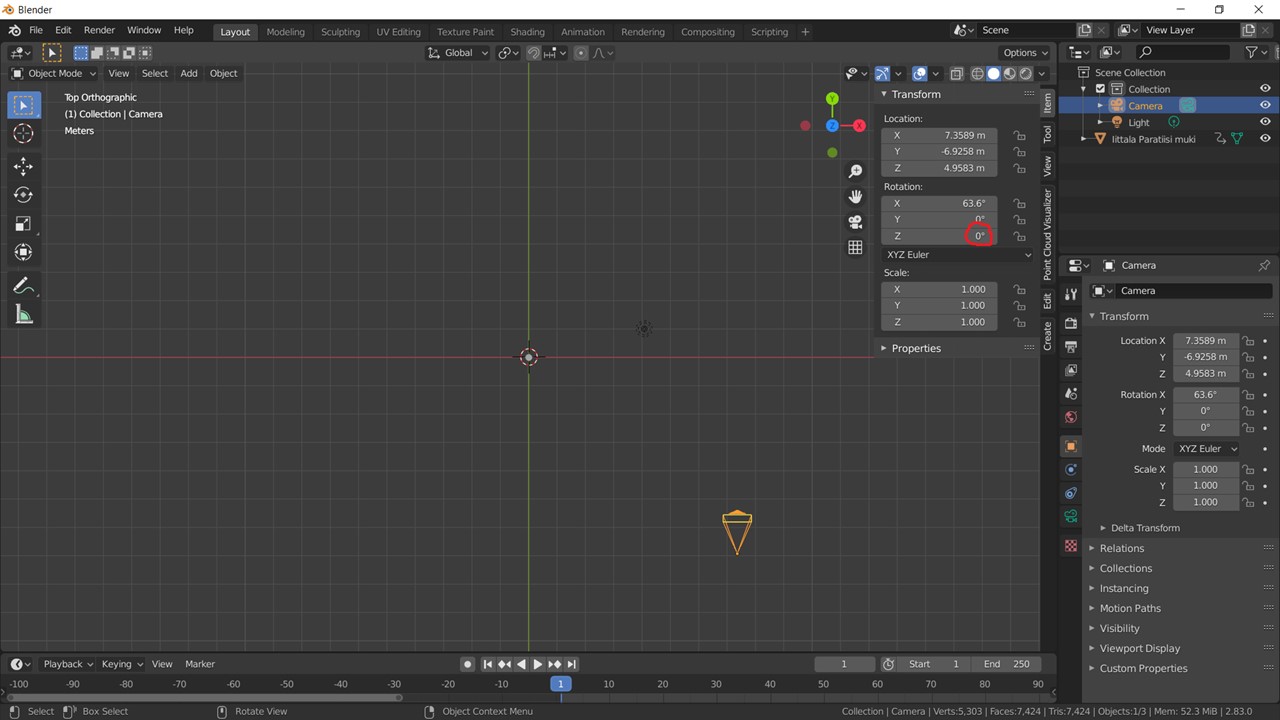 Blender
File Edit Render Window Help
Layout Modeling Sculpting UV Editing Texture Paint Shading Animation Rendering Compositing Scripting +
Scene
View Layer
Global
Options
Object Mode View Select Add Object
Top Orthographic
(1) Collection | Camera
Meters
Y
Z
X
Transform
Location:
X 7.3589 m
Y -6.9258 m
Z 4.9583 m
Rotation:
X 63.6°
Y 0°
Z 0°
XYZ Euler
Scale:
X 1.000
Y 1.000
Z 1.000
Properties
Item
Tool
View
Point Cloud Visualizer
Edit
Create
Scene Collection
Collection
Camera
Light
Iittala Paratiisi muki
Camera
Camera
Transform
Location X 7.3589 m
Y -6.9258 m
Z 4.9583 m
Rotation X 63.6°
Y 0°
Z 0°
Mode XYZ Euler
Scale X 1.000
Y 1.000
Z 1.000
Delta Transform
Relations
Collections
Instancing
Motion Paths
Visibility
Viewport Display
Custom Properties
Playback Keying View Marker
1 Start 1 End 250
-100 -90 -80 -70 -60 -50 -40 -30 -20 -10 1 10 20 30 40 50 60 70 80 90
Select Box Select Rotate View Object Context Menu
Collection | Camera | Verts:5,303 | Faces:7,424 | Tris:7,424 | Objects:1/3 | Mem: 52.3 MiB | 2.83.0